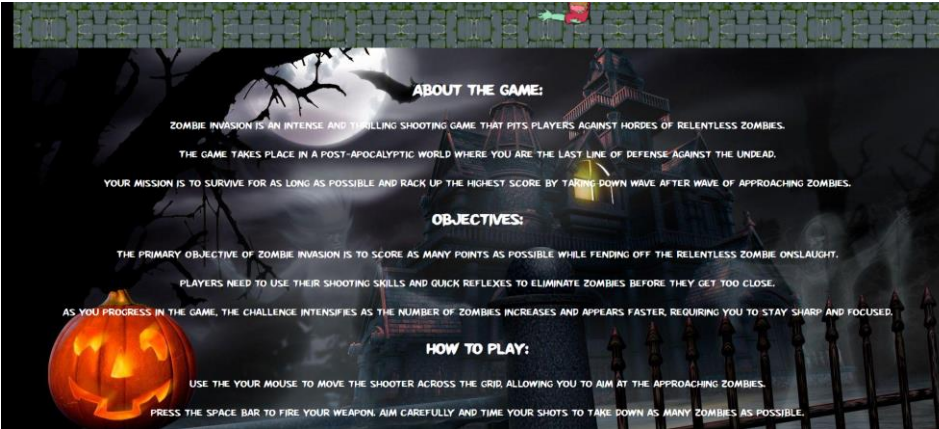 ABOUT THE GAME:
ZOMBIE INVASION IS AN INTENSE AND THRILLING SHOOTING GAME THAT PITS PLAYERS AGAINST HORDES OF RELENTLESS ZOMBIES.
THE GAME TAKES PLACE IN A POST-APOCALYPTIC WORLD WHERE YOU ARE THE LAST LINE OF DEFENSE AGAINST THE UNDEAD.
YOUR MISSION IS TO SURVIVE FOR AS LONG AS POSSIBLE AND RACK UP THE HIGHEST SCORE BY TAKING DOWN WAVE AFTER WAVE OF APPROACHING ZOMBIES.
OBJECTIVES:
THE PRIMARY OBJECTIVE OF ZOMBIE INVASION IS TO SCORE AS MANY POINTS AS POSSIBLE WHILE FENDING OFF THE RELENTLESS ZOMBIE ONSLAUGHT.
PLAYERS NEED TO USE THEIR SHOOTING SKILLS AND QUICK REFLEXES TO ELIMINATE ZOMBIES BEFORE THEY GET TOO CLOSE.
AS YOU PROGRESS IN THE GAME, THE CHALLENGE INTENSIFIES AS THE NUMBER OF ZOMBIES INCREASES AND APPEARS FASTER, REQUIRING YOU TO STAY SHARP AND FOCUSED.
HOW TO PLAY:
USE THE YOUR MOUSE TO MOVE THE SHOOTER ACROSS THE GRID, ALLOWING YOU TO AIM AT THE APPROACHING ZOMBIES.
PRESS THE SPACE BAR TO FIRE YOUR WEAPON. AIM CAREFULLY AND TIME YOUR SHOTS TO TAKE DOWN AS MANY ZOMBIES AS POSSIBLE.